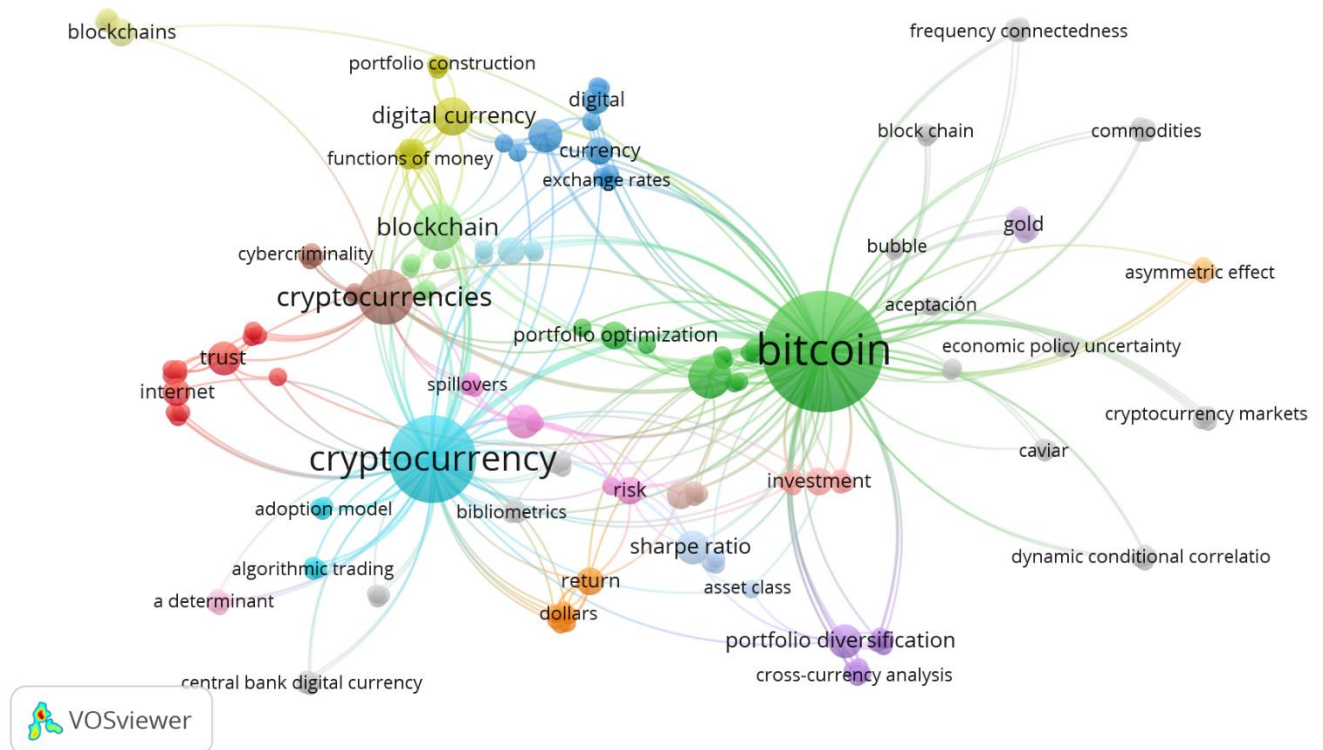 blockchains
frequency connectedness
portfolio construction
digital
digital currency
block chain
commodities
functions of money
currency
exchange rates
blockchain
gold
cybercriminality
bubble
asymmetric effect
cryptocurrencies
aceptación
portfolio optimization
bitcoin
economic policy uncertainty
trust
spillovers
internet
cryptocurrency markets
cryptocurrency
caviar
risk
investment
adoption model
bibliometrics
sharpe ratio
dynamic conditional correlatio
algorithmic trading
return
asset class
a determinant
dollars
portfolio diversification
cross-currency analysis
central bank digital currency
VOSviewer